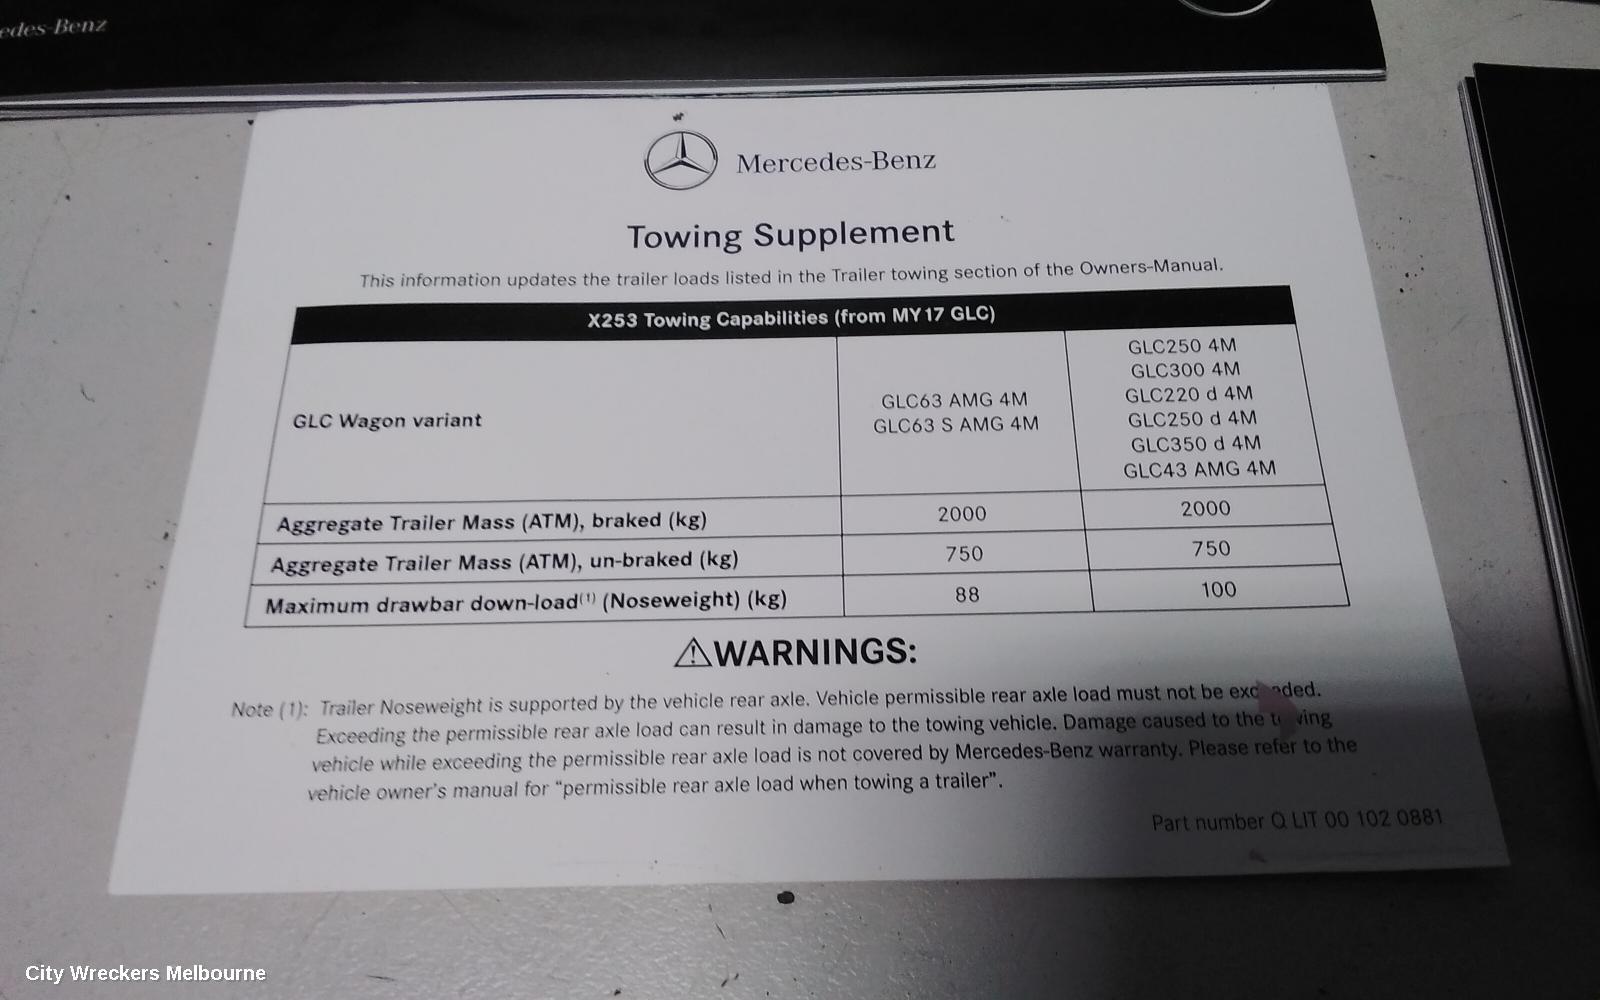 edes-Benz
Mercedes-Benz
Towing Supplement
This information updates the trailer loads listed in the Trailer towing section of the Owners-Manual.
X253 Towing Capabilities (from MY17 GLC)
GLC Wagon variant
GLC63 AMG 4M
GLC63 S AMG 4M
GLC250 4M
GLC300 4M
GLC220 d 4M
GLC250 d 4M
GLC350 d 4M
GLC43 AMG 4M
Aggregate Trailer Mass (ATM), braked (kg) 2000 2000
Aggregate Trailer Mass (ATM), un-braked (kg) 750 750
Maximum drawbar down-load⁽¹⁾ (Noseweight) (kg) 88 100
⚠WARNINGS:
Note (1): Trailer Noseweight is supported by the vehicle rear axle. Vehicle permissible rear axle load must not be exceeded.
Exceeding the permissible rear axle load can result in damage to the towing vehicle. Damage caused to the towing
vehicle while exceeding the permissible rear axle load is not covered by Mercedes-Benz warranty. Please refer to the
vehicle owner's manual for “permissible rear axle load when towing a trailer”.
Part number Q LIT 00 102 0881
City Wreckers Melbourne